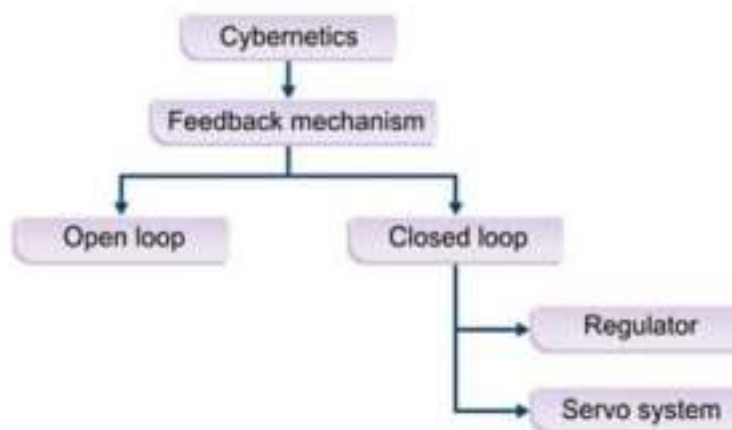 Cybernetics
Feedback mechanism
Open loop
Closed loop
Regulator
Servo system